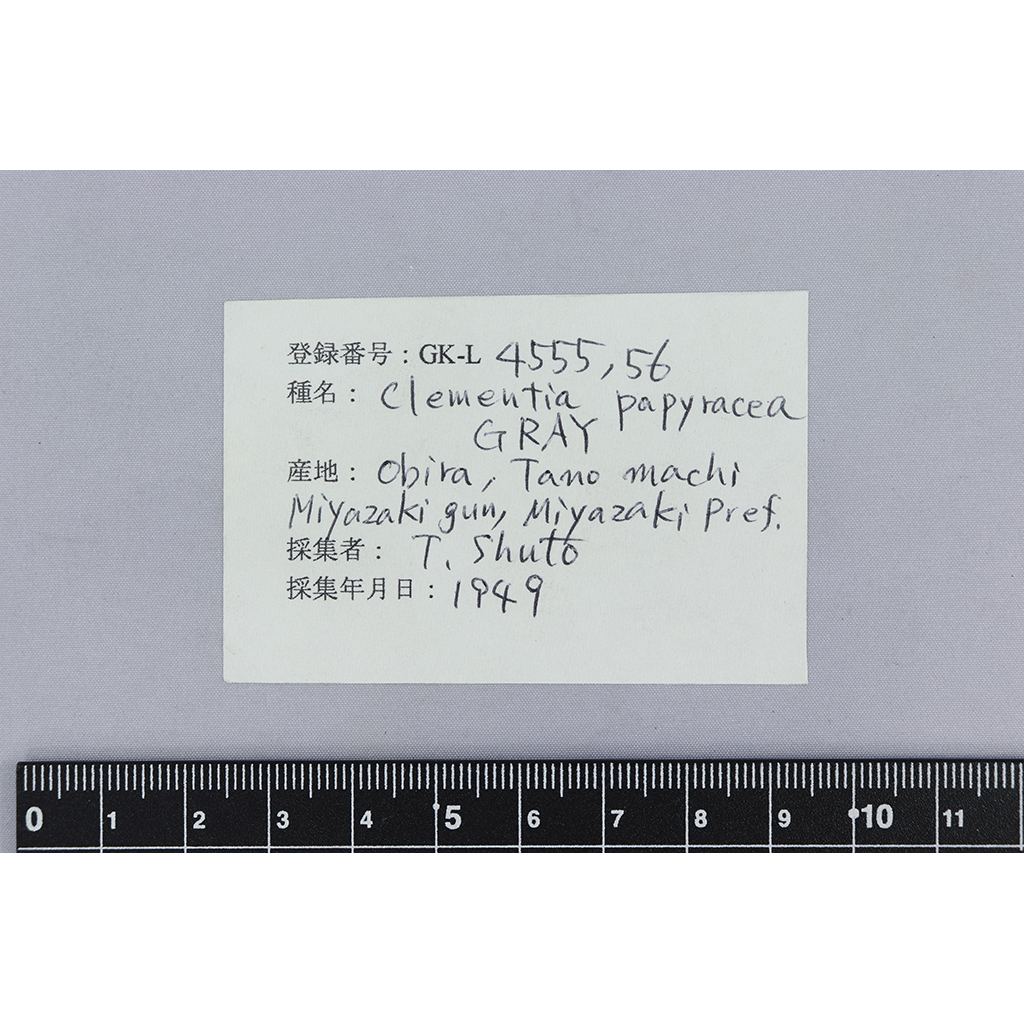 登録番号：GK-L 4555, 56
種名： Clementia papyracea
GRAY
産地： Obira, Tano machi
Miyazaki gun, Miyazaki Pref.
採集者： T. Shuto
採集年月日： 1949
0 1 2 3 4 5 6 7 8 9 10 11